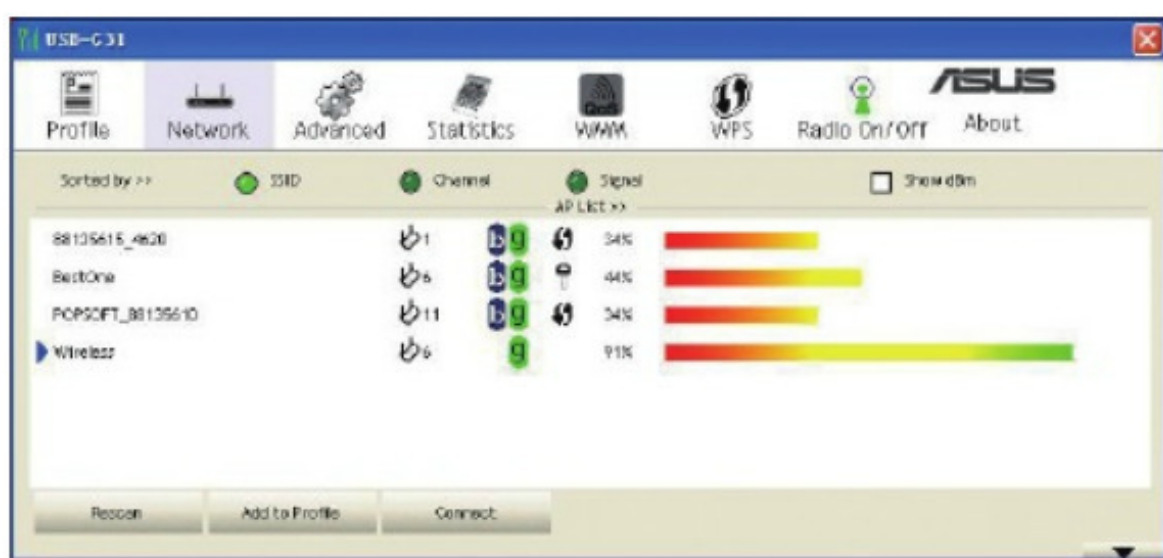 USB-G31
ASUS
Profile Network Advanced Statistics WMM WPS Radio On/Off About
QoS
Sorted by >> SSID Channel Signal Show dBm
AP List >>
88135615_4620 1 b g 34%
BestOne 6 b g 44%
POPSOFT_88135610 11 b g 34%
Wireless 6 g 91%
Rescan Add to Profile Connect